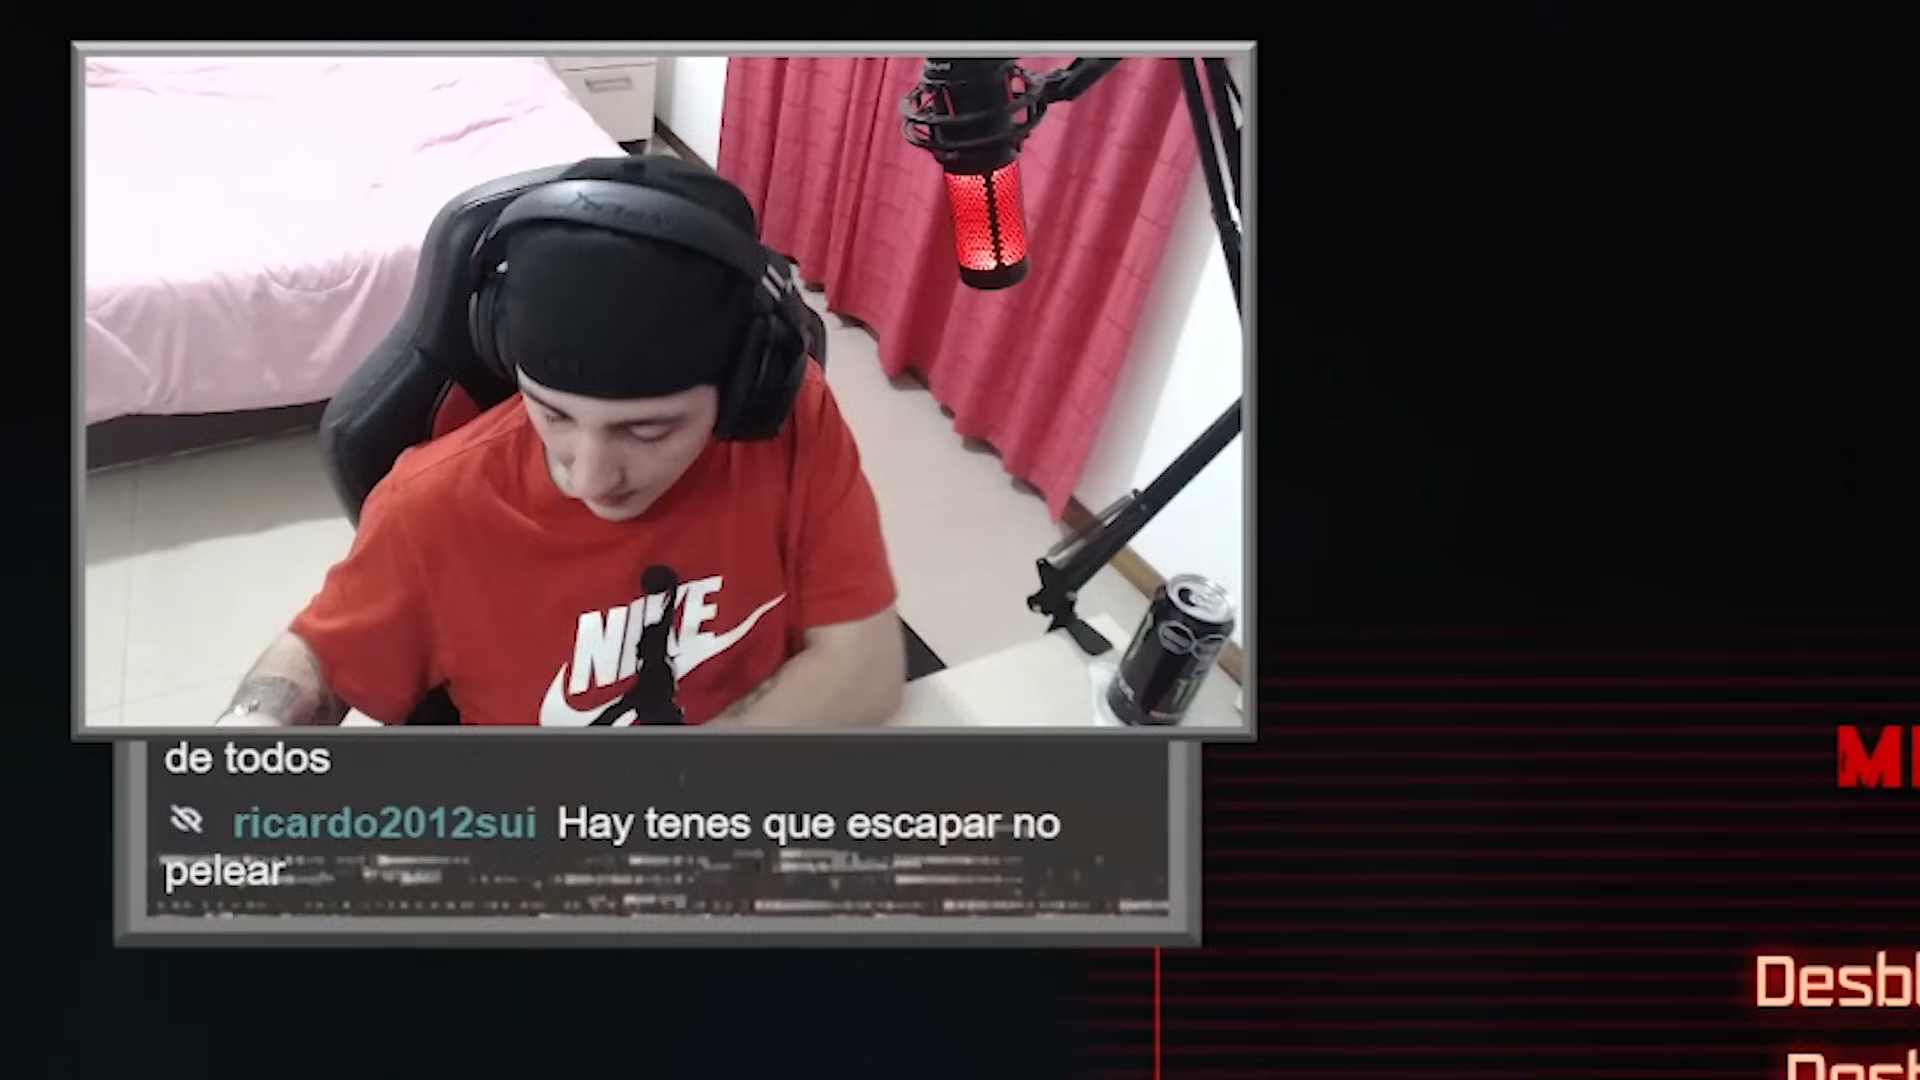 NIKE
de todos
ricardo2012sui Hay tenes que escapar no
pelear